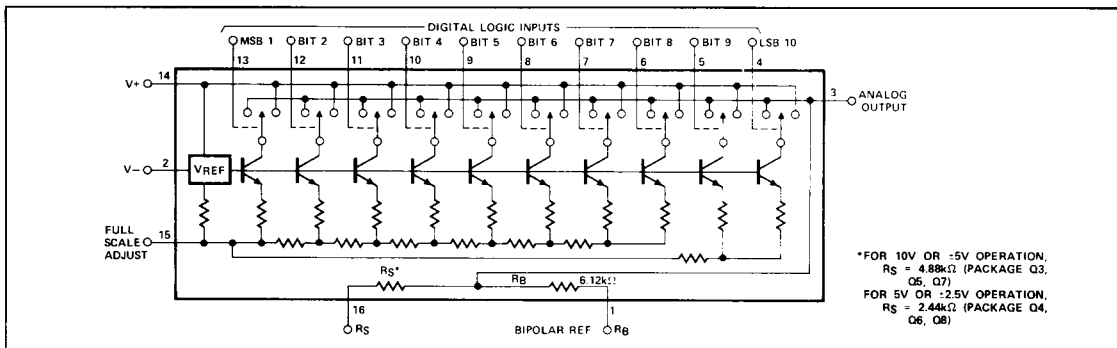 DIGITAL LOGIC INPUTS
MSB 1 BIT 2 BIT 3 BIT 4 BIT 5 BIT 6 BIT 7 BIT 8 BIT 9 LSB 10
13 12 11 10 9 8 7 6 5 4
V+ 14
3 ANALOG
OUTPUT
V− 2 VREF
FULL
SCALE
ADJUST
15
RS* RB 6.12kΩ
16 1
RS BIPOLAR REF RB
*FOR 10V OR ±5V OPERATION,
RS = 4.88kΩ (PACKAGE Q3,
Q5, Q7)
FOR 5V OR ±2.5V OPERATION,
RS = 2.44kΩ (PACKAGE Q4,
Q6, Q8)